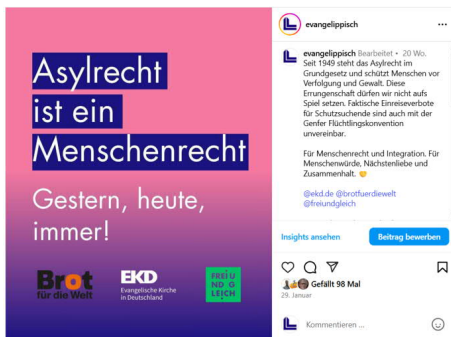 Asylrecht
ist ein
Menschenrecht
Gestern, heute,
immer!
Brot
für die Welt
EKD
Evangelische Kirche
in Deutschland
FREI U
ND G
LEICH
evangelippisch
evangelippisch Bearbeitet • 20 Wo.
Seit 1949 steht das Asylrecht im
Grundgesetz und schützt Menschen vor
Verfolgung und Gewalt. Diese
Errungenschaft dürfen wir nicht aufs
Spiel setzen. Faktische Einreiseverbote
für Schutzsuchende sind auch mit der
Genfer Flüchtlingskonvention
unvereinbar.
Für Menschenrecht und Integration. Für
Menschenwürde, Nächstenliebe und
Zusammenhalt. 🧡
@ekd.de @brotfuerdiewelt
@freiundgleich
Insights ansehen
Beitrag bewerben
Gefällt 98 Mal
29. Januar
Kommentieren ...